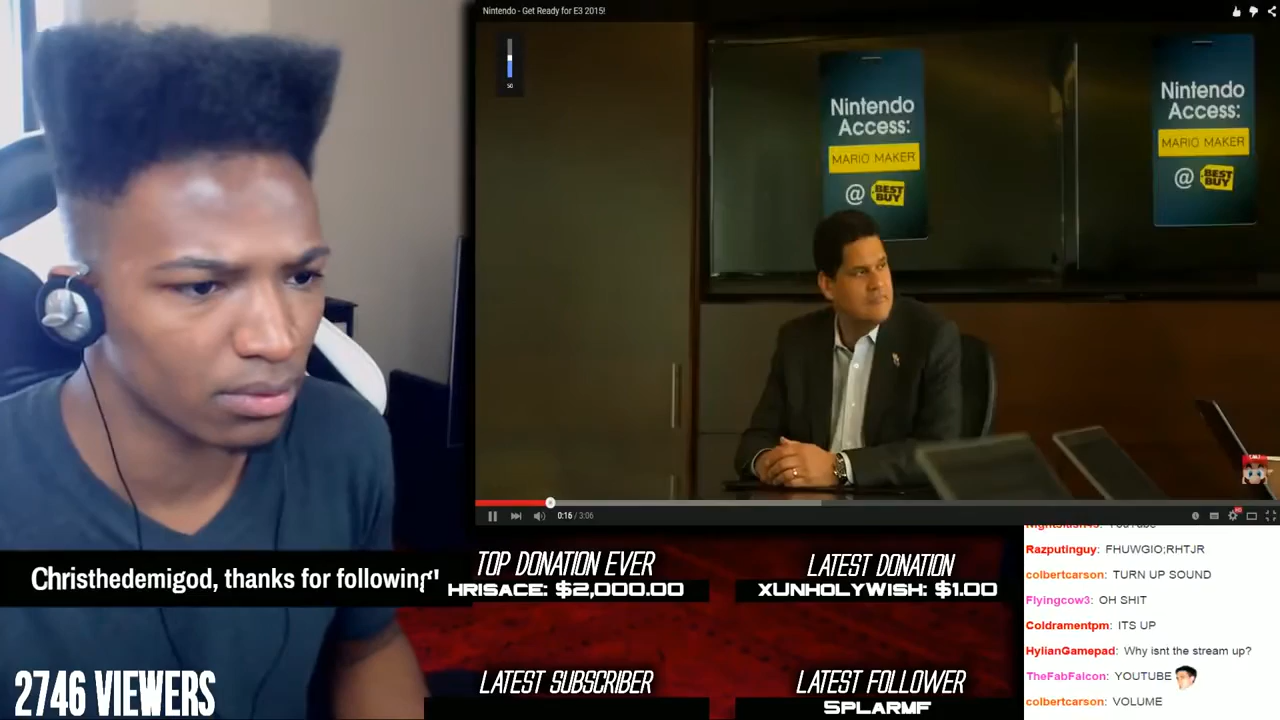 Nintendo - Get Ready for E3 2015!
50
Nintendo
Access:
MARIO MAKER
@ BEST BUY
Nintendo
Access:
MARIO MAKER
@ BEST BUY
0:16 / 3:06
Christhedemigod, thanks for following!
2746 VIEWERS
TOP DONATION EVER
HRISACE: $2,000.00
LATEST DONATION
XUNHOLYWISH: $1.00
LATEST SUBSCRIBER
LATEST FOLLOWER
SPLARMF
Razputinguy: FHUWGIO;RHTJR
colbertcarson: TURN UP SOUND
Flyingcow3: OH SHIT
Coldramentpm: ITS UP
HylianGamepad: Why isnt the stream up?
TheFabFalcon: YOUTUBE
colbertcarson: VOLUME